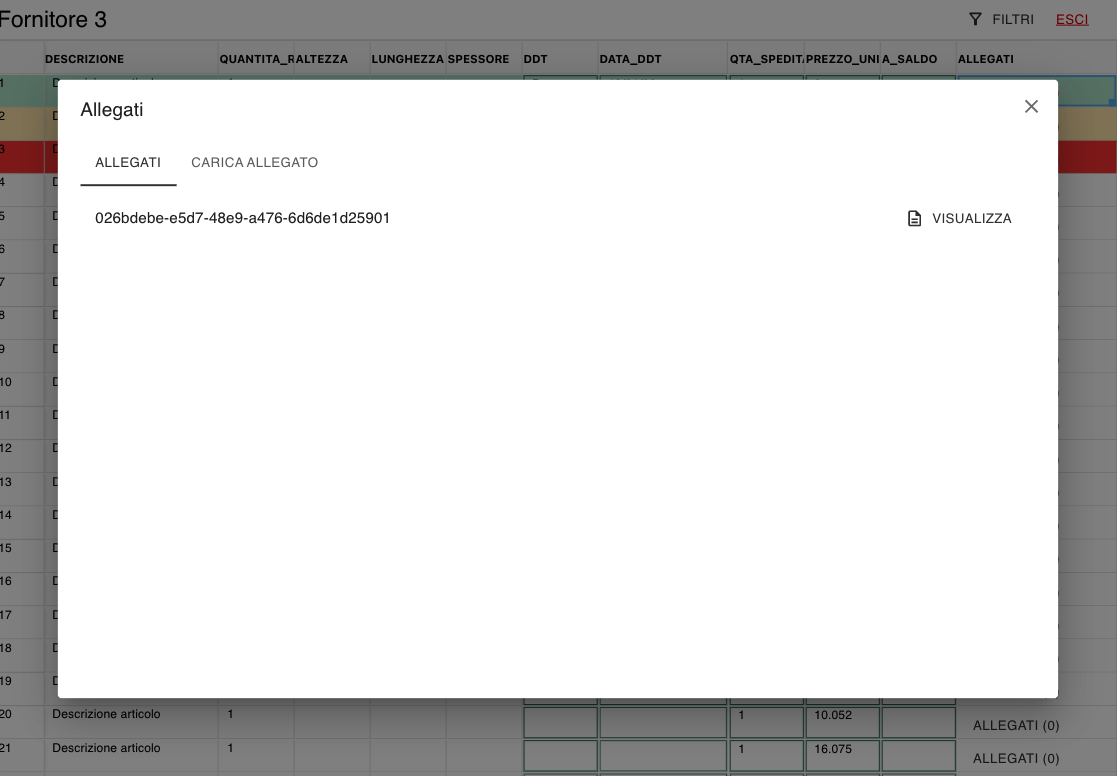 Fornitore 3
FILTRI
ESCI
DESCRIZIONE QUANTITA_R ALTEZZA LUNGHEZZA SPESSORE DDT DATA_DDT QTA_SPEDIT PREZZO_UNI A_SALDO ALLEGATI
1
2
3
4
5
6
7
8
9
10
11
12
13
14
15
16
17
18
19
Allegati
ALLEGATI CARICA ALLEGATO
026bdebe-e5d7-48e9-a476-6d6de1d25901 VISUALIZZA
20 Descrizione articolo 1 1 10.052 ALLEGATI (0)
21 Descrizione articolo 1 1 16.075 ALLEGATI (0)